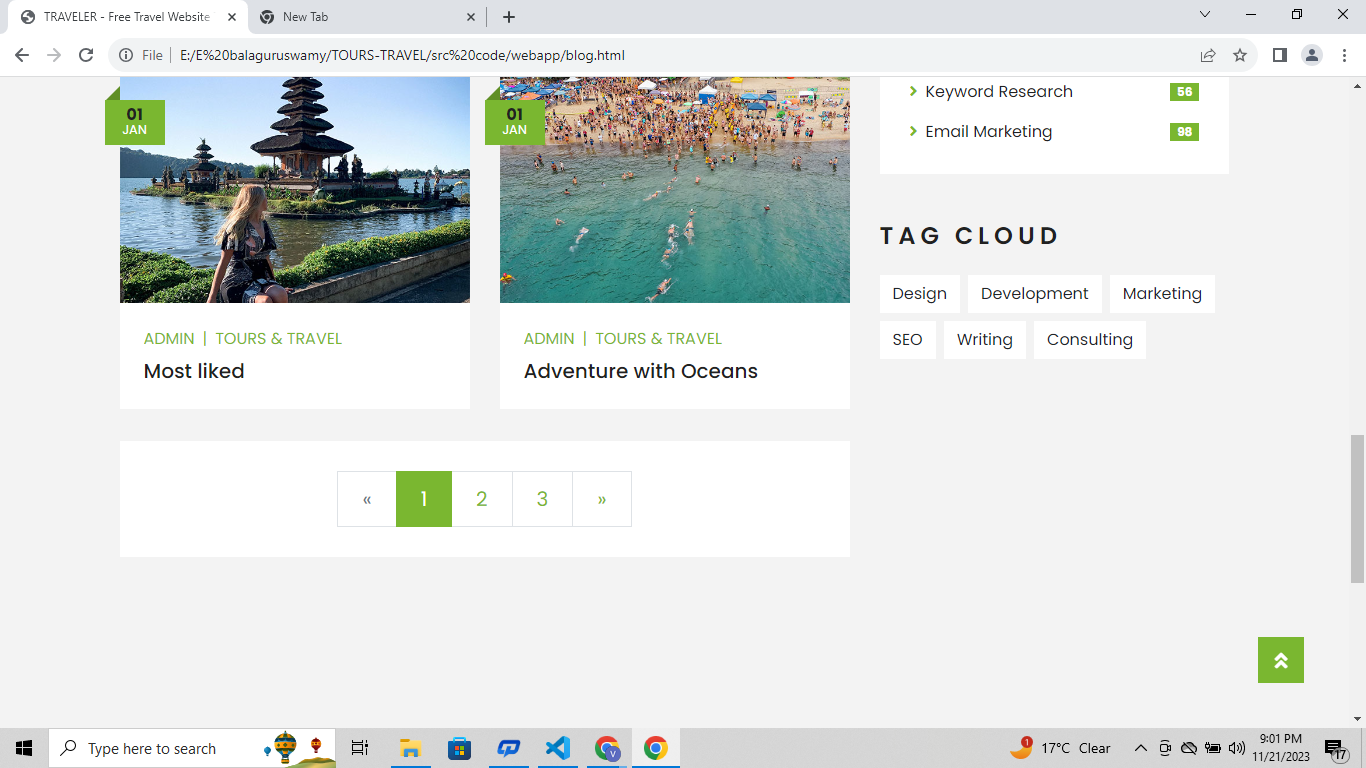 TRAVELER - Free Travel Website
New Tab
File
E:/E%20balaguruswamy/TOURS-TRAVEL/src%20code/webapp/blog.html
01
JAN
01
JAN
ADMIN | TOURS & TRAVEL
Most liked
ADMIN | TOURS & TRAVEL
Adventure with Oceans
« 1 2 3 »
Keyword Research 56
Email Marketing 98
TAG CLOUD
Design Development Marketing
SEO Writing Consulting
Type here to search
V
1
17°C Clear
9:01 PM
11/21/2023
17